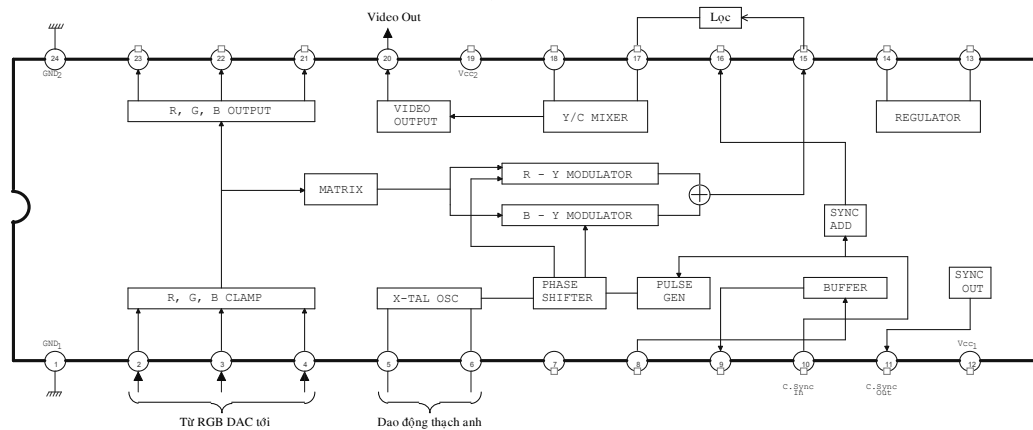 Video Out
Lọc
24
23
22
21
20
19
18
17
16
15
14
13
GND2
Vcc2
R, G, B OUTPUT
VIDEO
OUTPUT
Y/C MIXER
REGULATOR
MATRIX
R - Y MODULATOR
B - Y MODULATOR
SYNC
ADD
R, G, B CLAMP
X-TAL OSC
PHASE
SHIFTER
PULSE
GEN
BUFFER
SYNC
OUT
GND1
Vcc1
1
2
3
4
5
6
7
8
9
10
11
12
C.Sync
In
C.Sync
Out
Từ RGB DAC tới
Dao động thạch anh